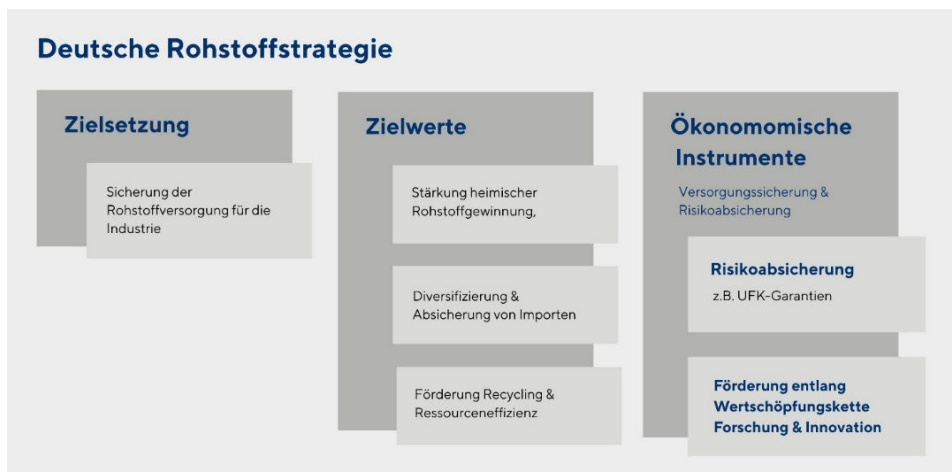 Deutsche Rohstoffstrategie
Zielsetzung
Sicherung der
Rohstoffversorgung für die
Industrie
Zielwerte
Stärkung heimischer
Rohstoffgewinnung,
Diversifizierung &
Absicherung von Importen
Förderung Recycling &
Ressourceneffizienz
Ökonomomische
Instrumente
Versorgungssicherung &
Risikoabsicherung
Risikoabsicherung
z.B. UFK-Garantien
Förderung entlang
Wertschöpfungskette
Forschung & Innovation